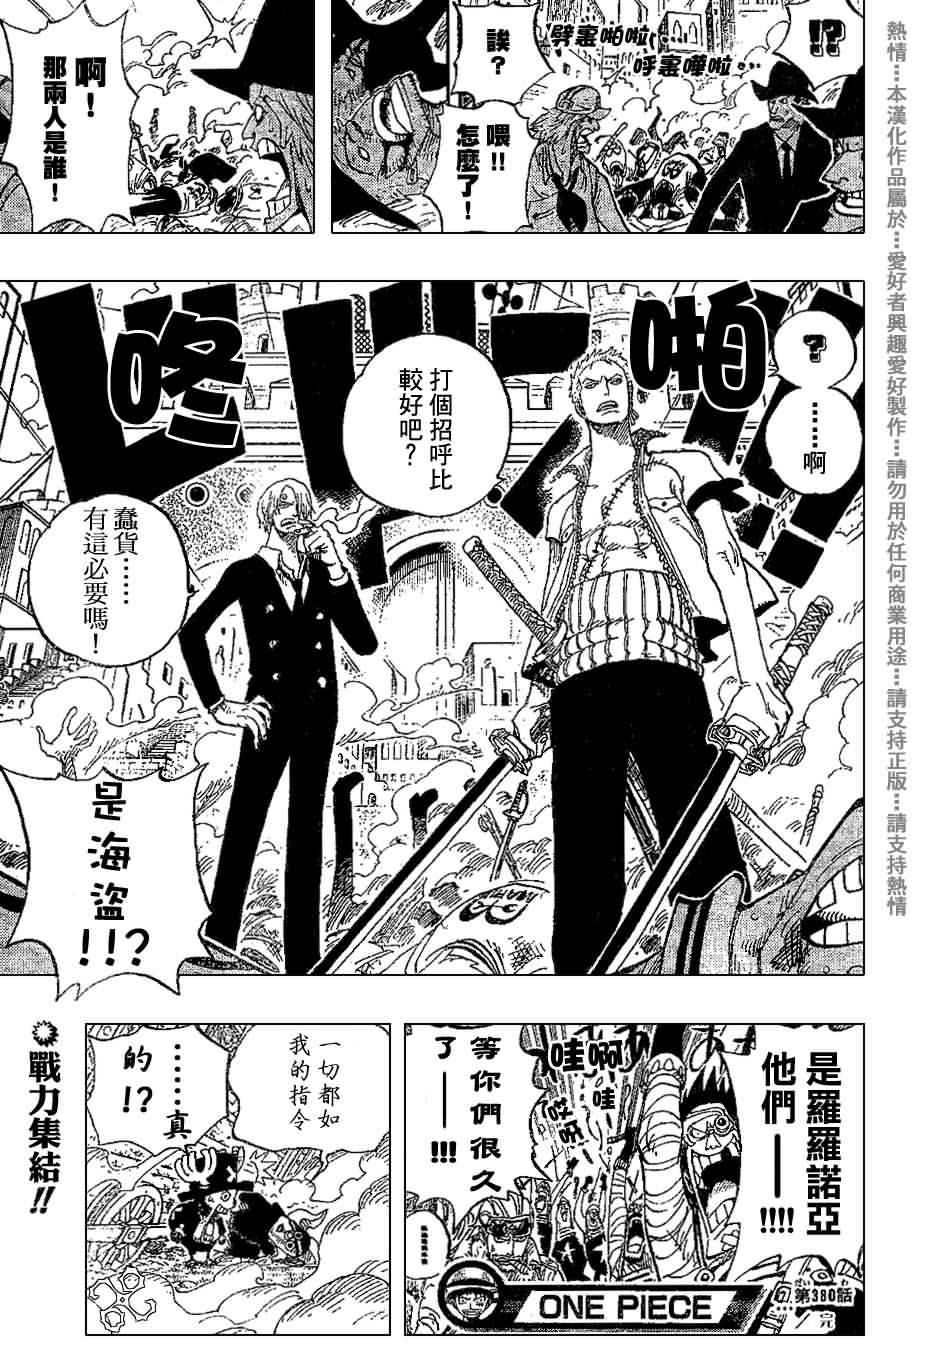 !?
劈裏啪啦……
呼裏嘩啦…
誒？
喂!!
怎麼了！
啊！
那兩人是誰！
？
……啊
啪
咚
打個招呼比
較好吧？
蠢貨……
有這必要嗎！
是海盜!!?
是羅羅諾亞
他們——!!!!
哇啊
哇
等你們很久
了——!!!
………
ONE PIECE
第380話
完
一切都如
我的指令
……真
的!?
戰力集結!!
熱情…本漢化作品屬於…愛好者興趣愛好製作…請勿用於任何商業用途…請支持正版…請支持熱情